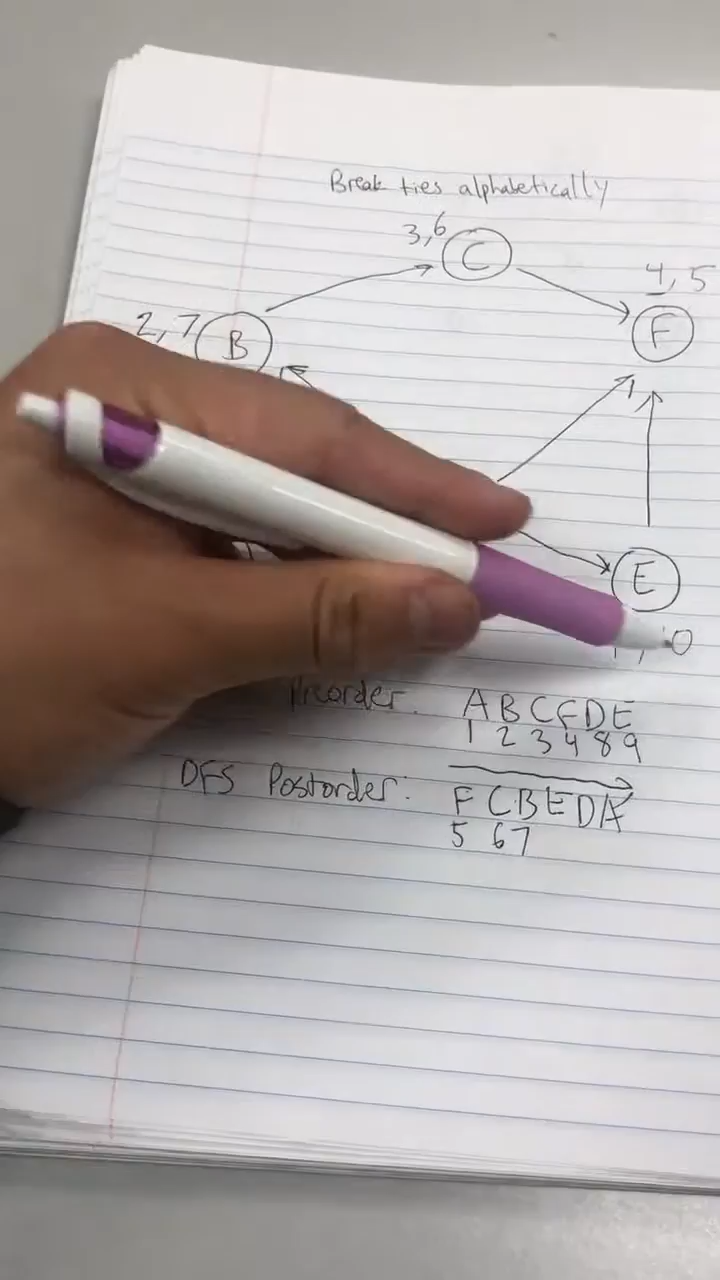 Break ties alphabetically
3,6
C
4, 5
F
2, 7
B
E
Preorder: A B C F D E
1 2 3 4 8 9
DFS Postorder: F C B E D A
5 6 7